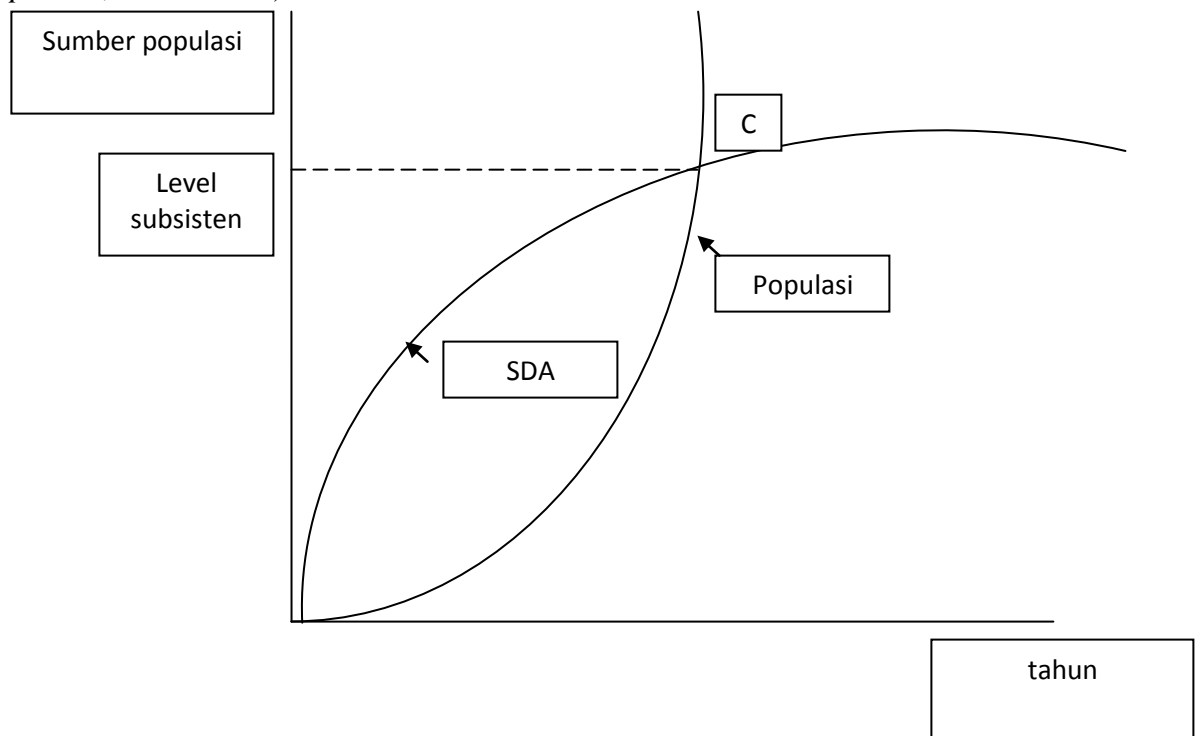 Sumber populasi
C
Level
subsisten
Populasi
SDA
tahun